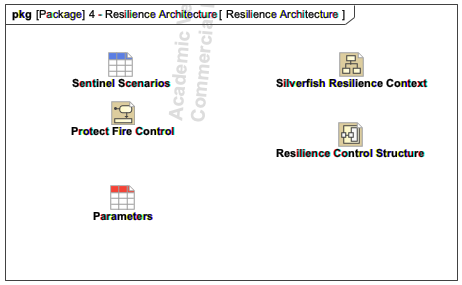 pkg [Package] 4 - Resilience Architecture [ Resilience Architecture ]
Academic
Commercial
Sentinel Scenarios
Silverfish Resilience Context
Protect Fire Control
Resilience Control Structure
Parameters